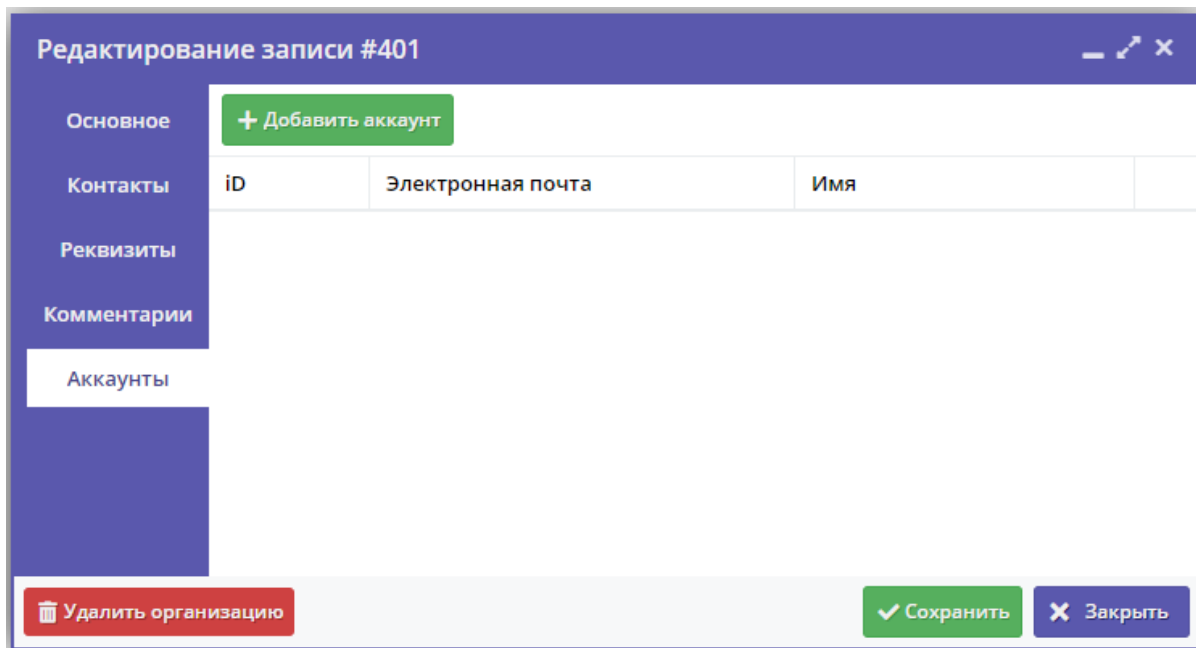 Редактирование записи #401
Основное
Добавить аккаунт
Контакты
iD Электронная почта Имя
Реквизиты
Комментарии
Аккаунты
Удалить организацию Сохранить Закрыть